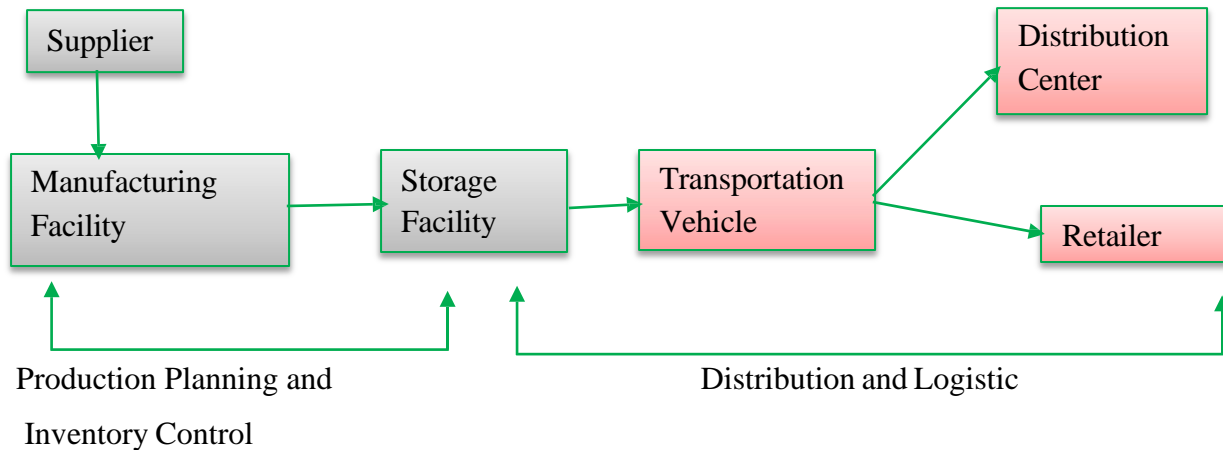 Supplier
Distribution
Center
Manufacturing
Facility
Storage
Facility
Transportation
Vehicle
Retailer
Production Planning and
Inventory Control
Distribution and Logistic